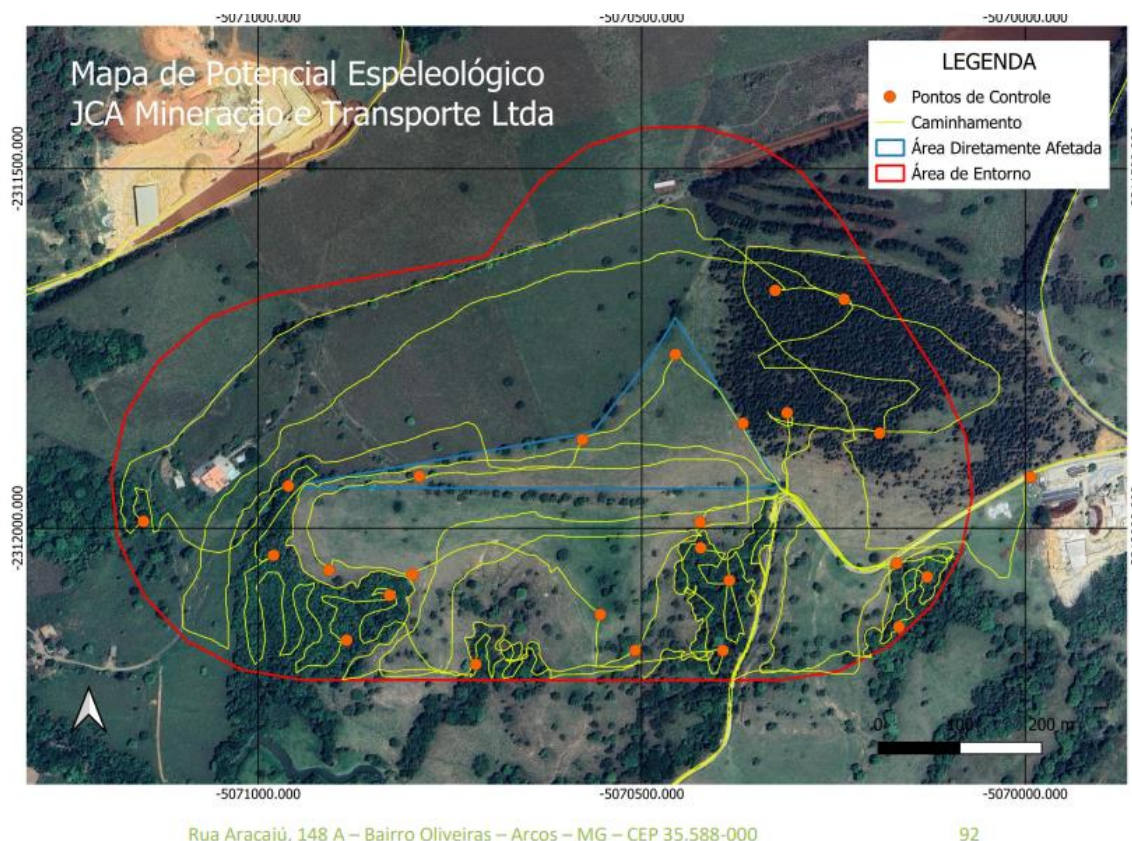 -5071000.000 -5070500.000 -5070000.000
Mapa de Potencial Espeleológico
JCA Mineração e Transporte Ltda
LEGENDA
Pontos de Controle
Caminhamento
Área Diretamente Afetada
Área de Entorno
-2311500.000
-2312000.000
0 100 200 m
-5071000.000 -5070500.000 -5070000.000
Rua Aracajú, 148 A – Bairro Oliveiras – Arcos – MG – CEP 35.588-000 92